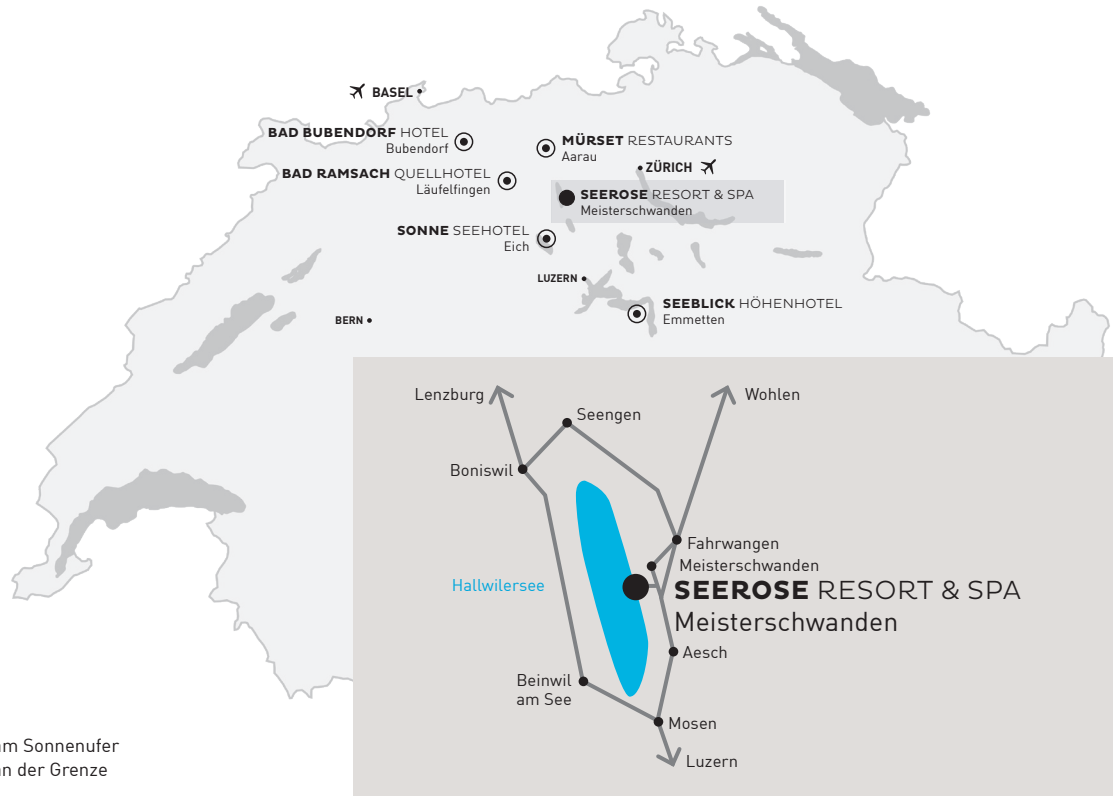 BASEL
BAD BUBENDORF HOTEL
Bubendorf
MÜRSET RESTAURANTS
Aarau
ZÜRICH
BAD RAMSACH QUELLHOTEL
Läufelfingen
SEEROSE RESORT & SPA
Meisterschwanden
SONNE SEEHOTEL
Eich
LUZERN
SEEBLICK HÖHENHOTEL
Emmetten
BERN
Lenzburg
Wohlen
Seengen
Boniswil
Fahrwangen
Meisterschwanden
Hallwilersee
SEEROSE RESORT & SPA
Meisterschwanden
Aesch
Beinwil
am See
Mosen
Luzern
am Sonnenufer
an der Grenze